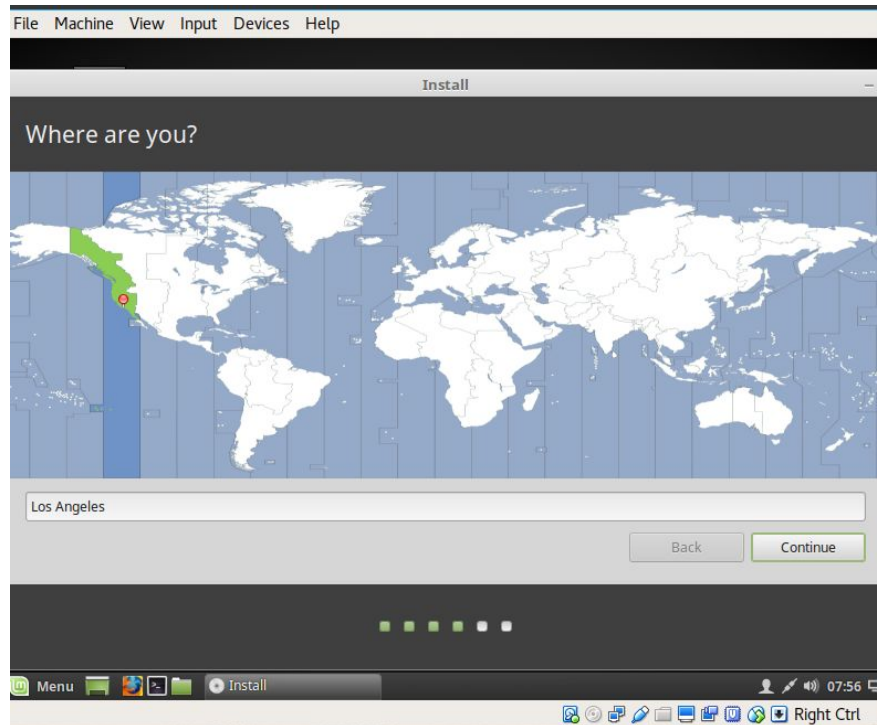 File Machine View Input Devices Help
Install
Where are you?
Los Angeles
Back Continue
Menu Install 07:56
Right Ctrl